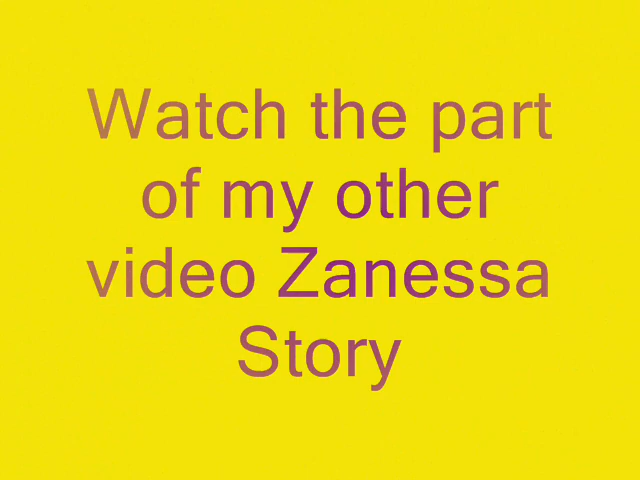 Watch the part
of my other
video Zanessa
Story